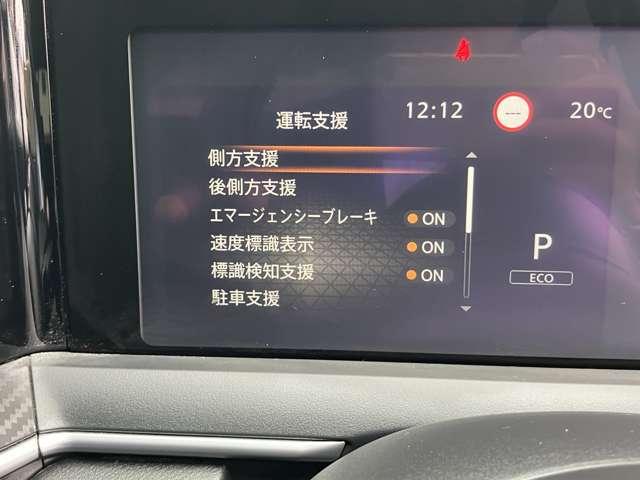 運転支援
12:12
---
20℃
側方支援
後側方支援
エマージェンシーブレーキ ON
速度標識表示 ON
標識検知支援 ON
駐車支援
P
ECO